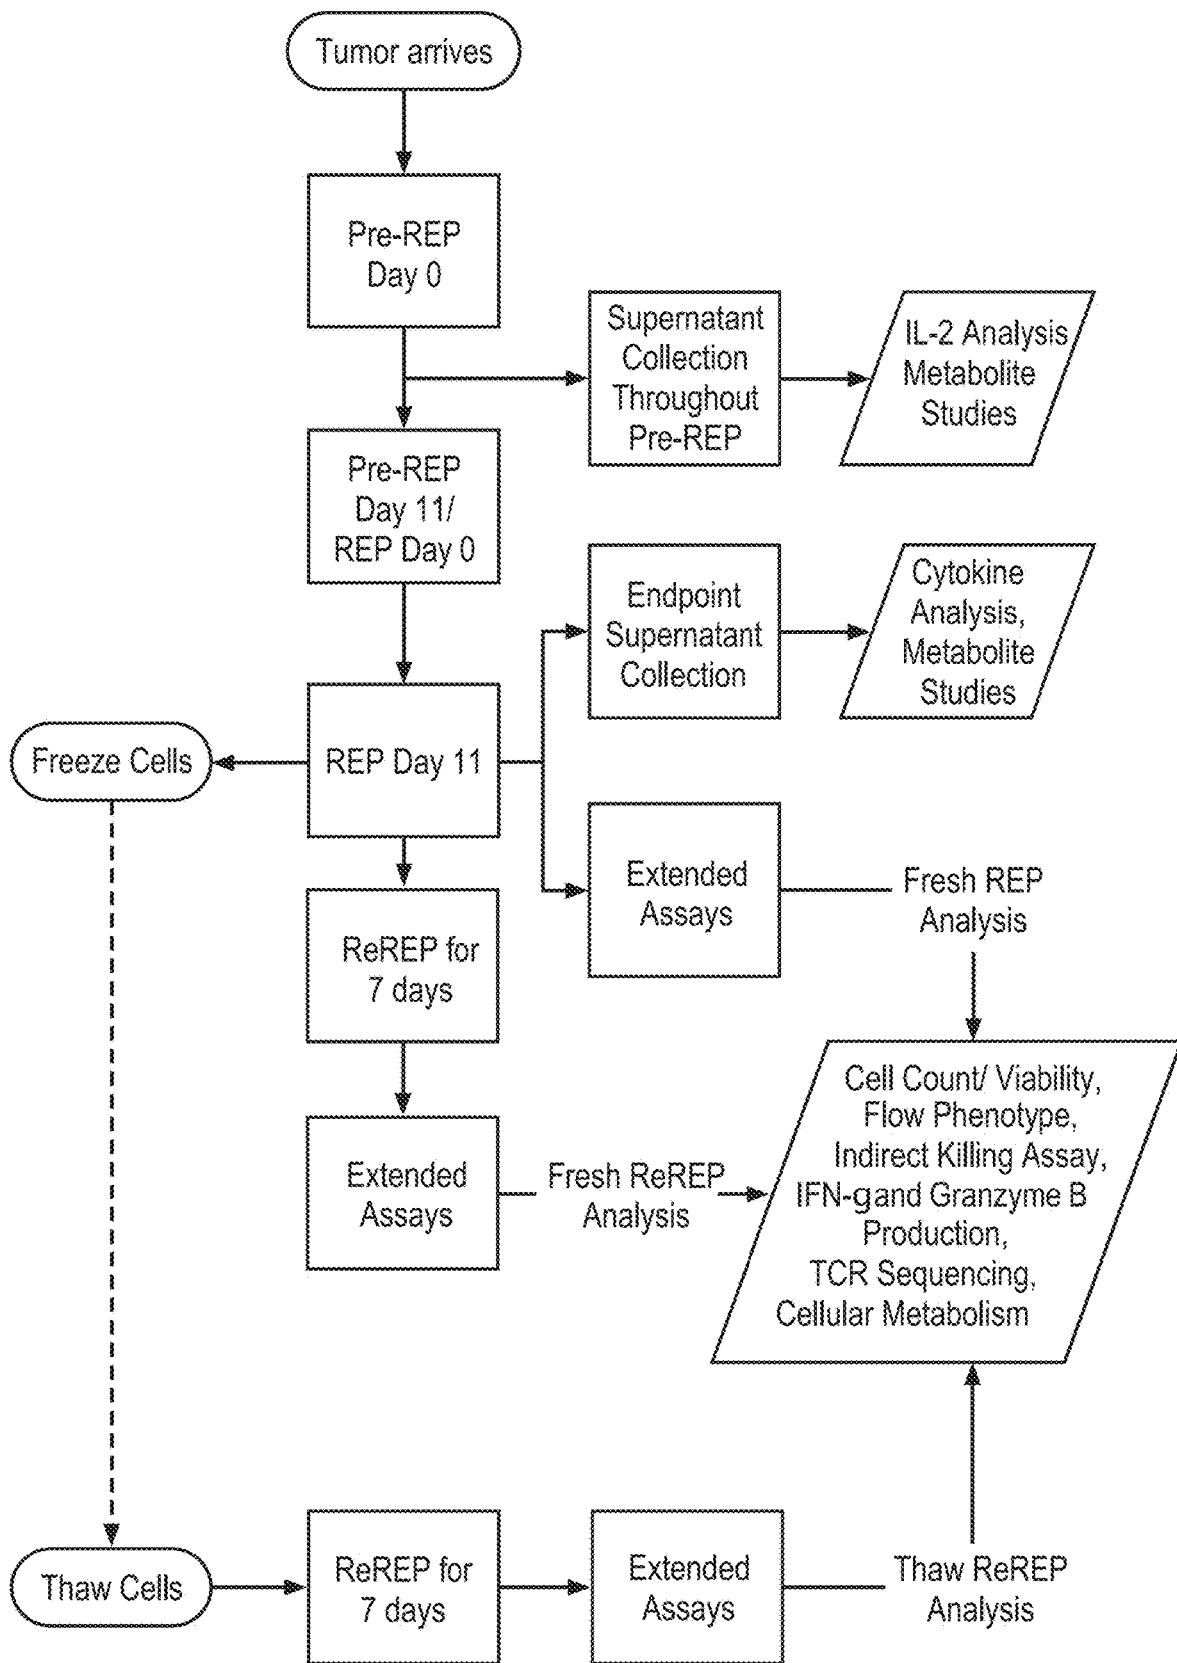 Tumor arrives
Pre-REP
Day 0
Supernatant
Collection
Throughout
Pre-REP
IL-2 Analysis
Metabolite
Studies
Pre-REP
Day 11/
REP Day 0
Endpoint
Supernatant
Collection
Cytokine
Analysis,
Metabolite
Studies
Freeze Cells
REP Day 11
Extended
Assays
Fresh REP
Analysis
ReREP for
7 days
Extended
Assays
Fresh ReREP
Analysis
Cell Count/ Viability,
Flow Phenotype,
Indirect Killing Assay,
IFN-gand Granzyme B
Production,
TCR Sequencing,
Cellular Metabolism
Thaw Cells
ReREP for
7 days
Extended
Assays
Thaw ReREP
Analysis